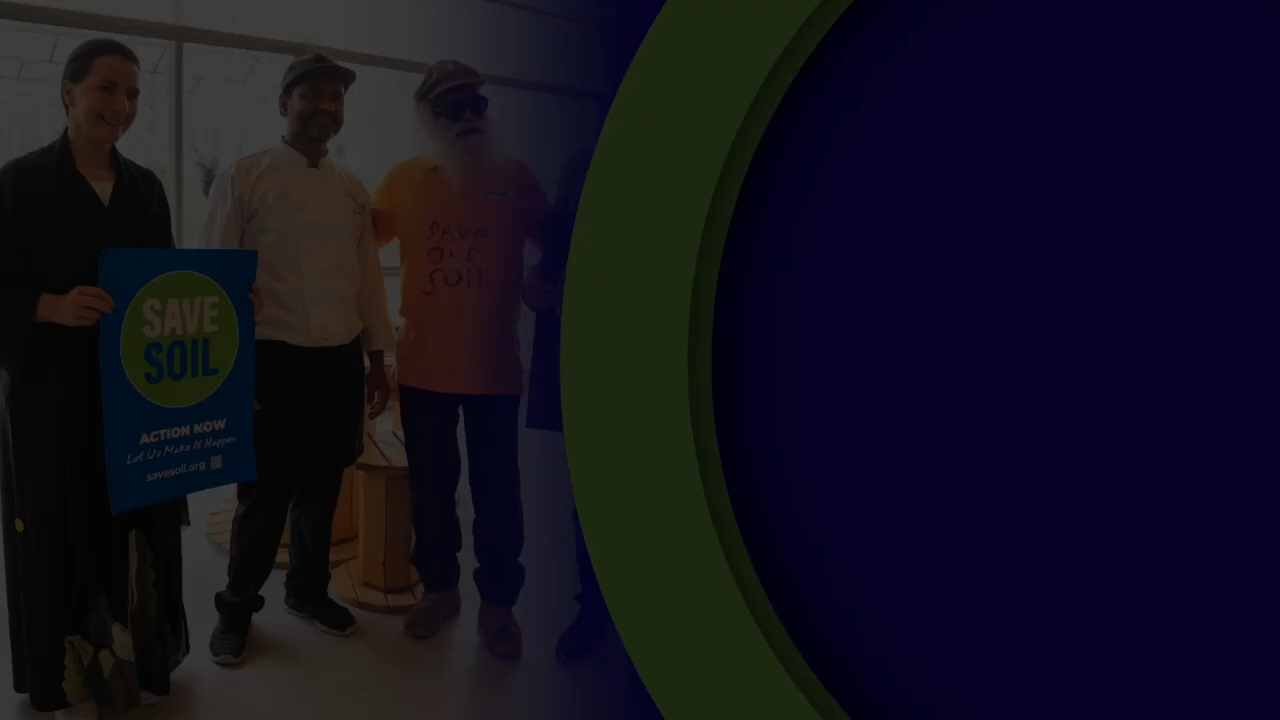 SAVE
SOIL
ACTION NOW
Let Us Make It Happen
savesoil.org
SAVE
OUR
SOIL